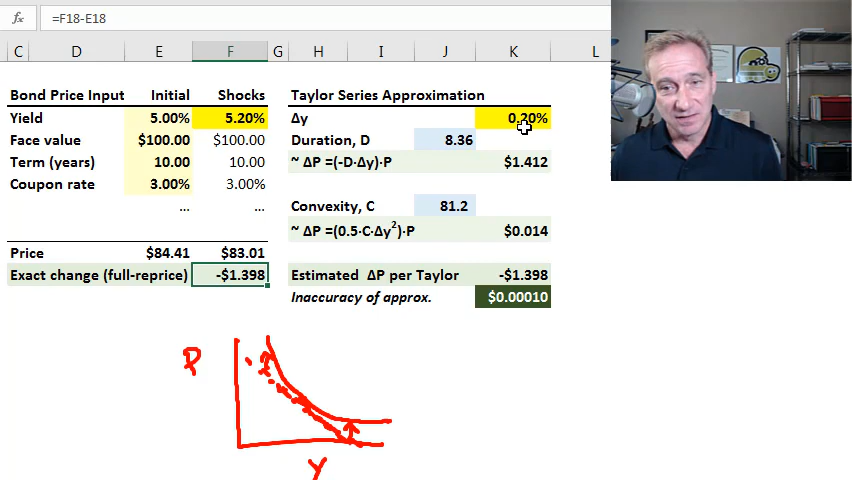 fx =F18-E18
C D E F G H I J K L
Bond Price Input Initial Shocks
Yield 5.00% 5.20%
Face value $100.00 $100.00
Term (years) 10.00 10.00
Coupon rate 3.00% 3.00%
... ...
Price $84.41 $83.01
Exact change (full-reprice) -$1.398
Taylor Series Approximation
Δy 0.20%
Duration, D 8.36
~ ΔP =(-D·Δy)·P $1.412
Convexity, C 81.2
~ ΔP =(0.5·C·Δy²)·P $0.014
Estimated ΔP per Taylor -$1.398
Inaccuracy of approx. $0.00010
P
Y